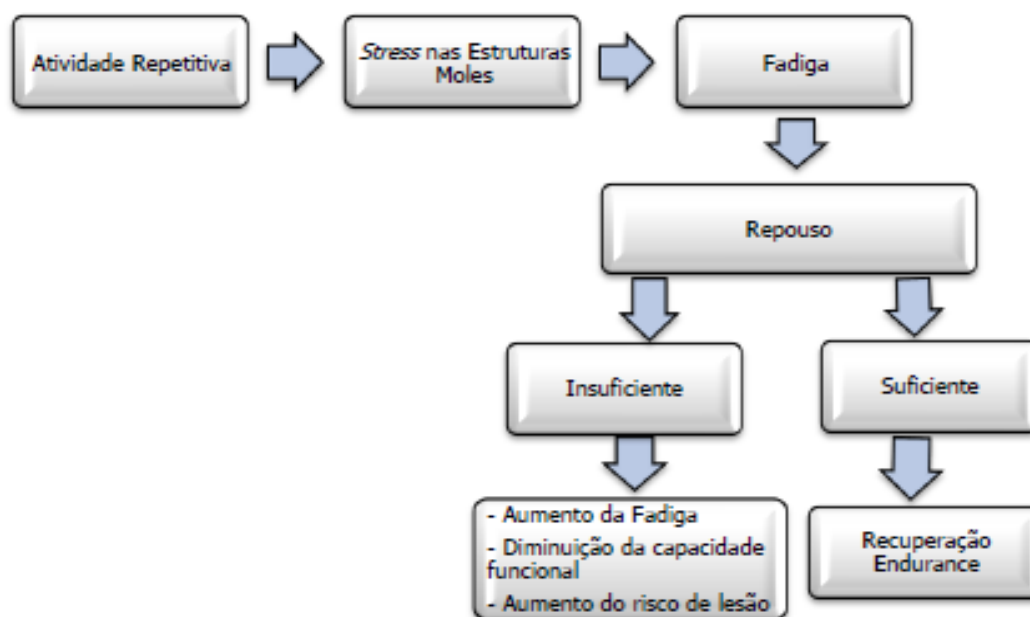 Atividade Repetitiva
Stress nas Estruturas
Moles
Fadiga
Repouso
Insuficiente
Suficiente
- Aumento da Fadiga
- Diminuição da capacidade
funcional
- Aumento do risco de lesão
Recuperação
Endurance